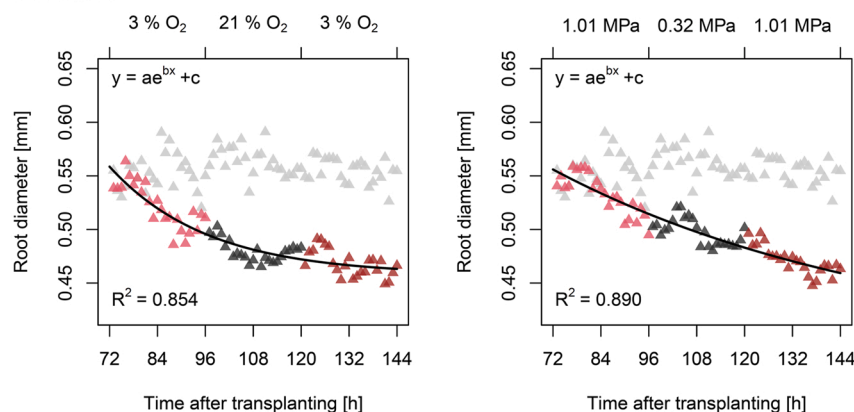 3 % O₂ 21 % O₂ 3 % O₂
y = ae^bx +c
R² = 0.854
0.65
0.60
0.55
0.50
0.45
Root diameter [mm]
72 84 96 108 120 132 144
Time after transplanting [h]
1.01 MPa 0.32 MPa 1.01 MPa
y = ae^bx +c
R² = 0.890
0.65
0.60
0.55
0.50
0.45
Root diameter [mm]
72 84 96 108 120 132 144
Time after transplanting [h]